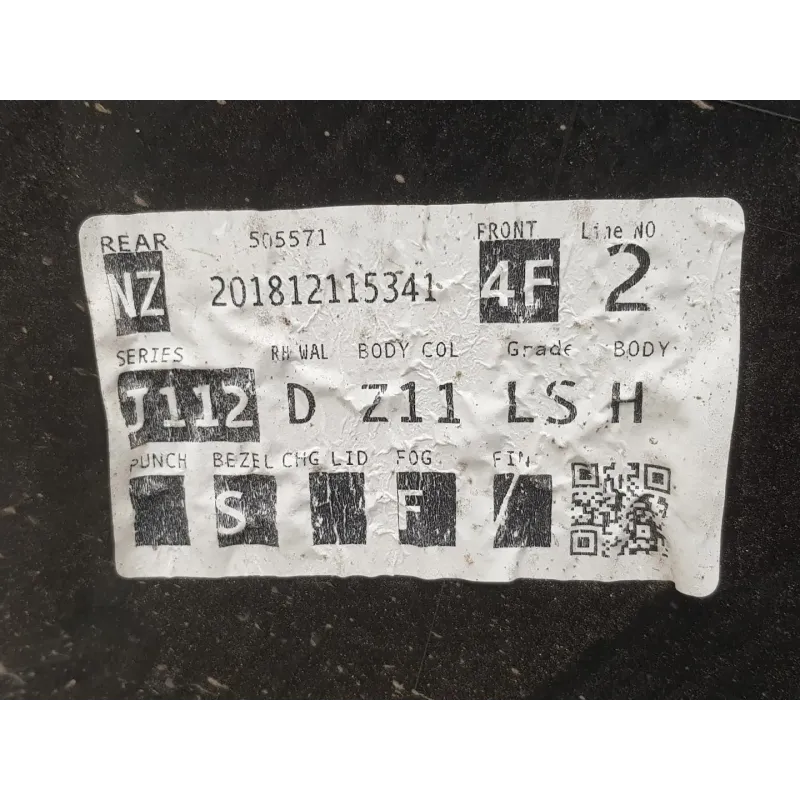 REAR 505571 FRONT Line NO
NZ 201812115341 4F 2
SERIES RH WAL BODY COL Grade BODY
J112 D Z11 LS H
PUNCH BEZEL CHG LID FOG FIN
S F /